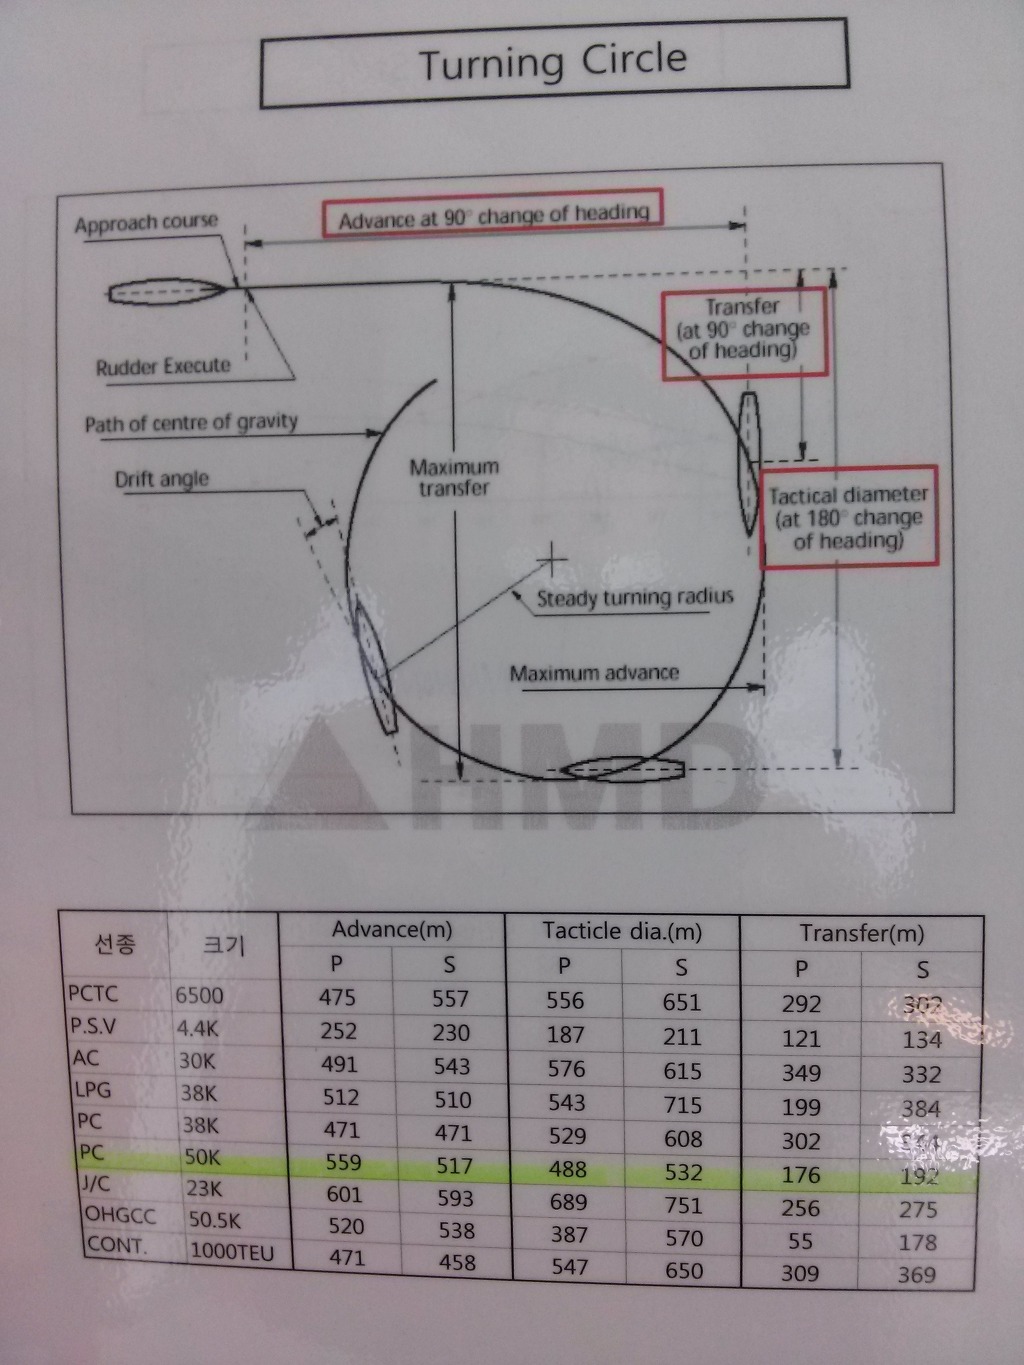 Turning Circle
Approach course
Advance at 90° change of heading
Transfer
(at 90° change
of heading)
Rudder Execute
Path of centre of gravity
Drift angle
Maximum
transfer
Tactical diameter
(at 180° change
of heading)
Steady turning radius
Maximum advance
HMD
선종 크기 Advance(m) Tacticle dia.(m) Transfer(m)
P S P S P S
PCTC 6500 475 557 556 651 292 302
P.S.V 4.4K 252 230 187 211 121 134
AC 30K 491 543 576 615 349 332
LPG 38K 512 510 543 715 199 384
PC 38K 471 471 529 608 302
PC 50K 559 517 488 532 176 192
J/C 23K 601 593 689 751 256 275
OHGCC 50.5K 520 538 387 570 55 178
CONT. 1000TEU 471 458 547 650 309 369